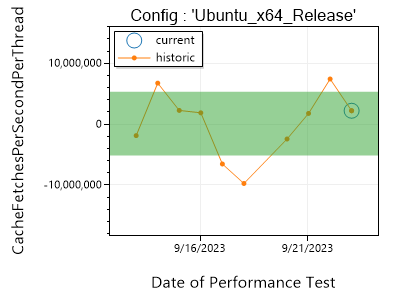 Config : 'Ubuntu_x64_Release'
current
historic
CacheFetchesPerSecondPerThread
10,000,000
0
-10,000,000
9/16/2023
9/21/2023
Date of Performance Test